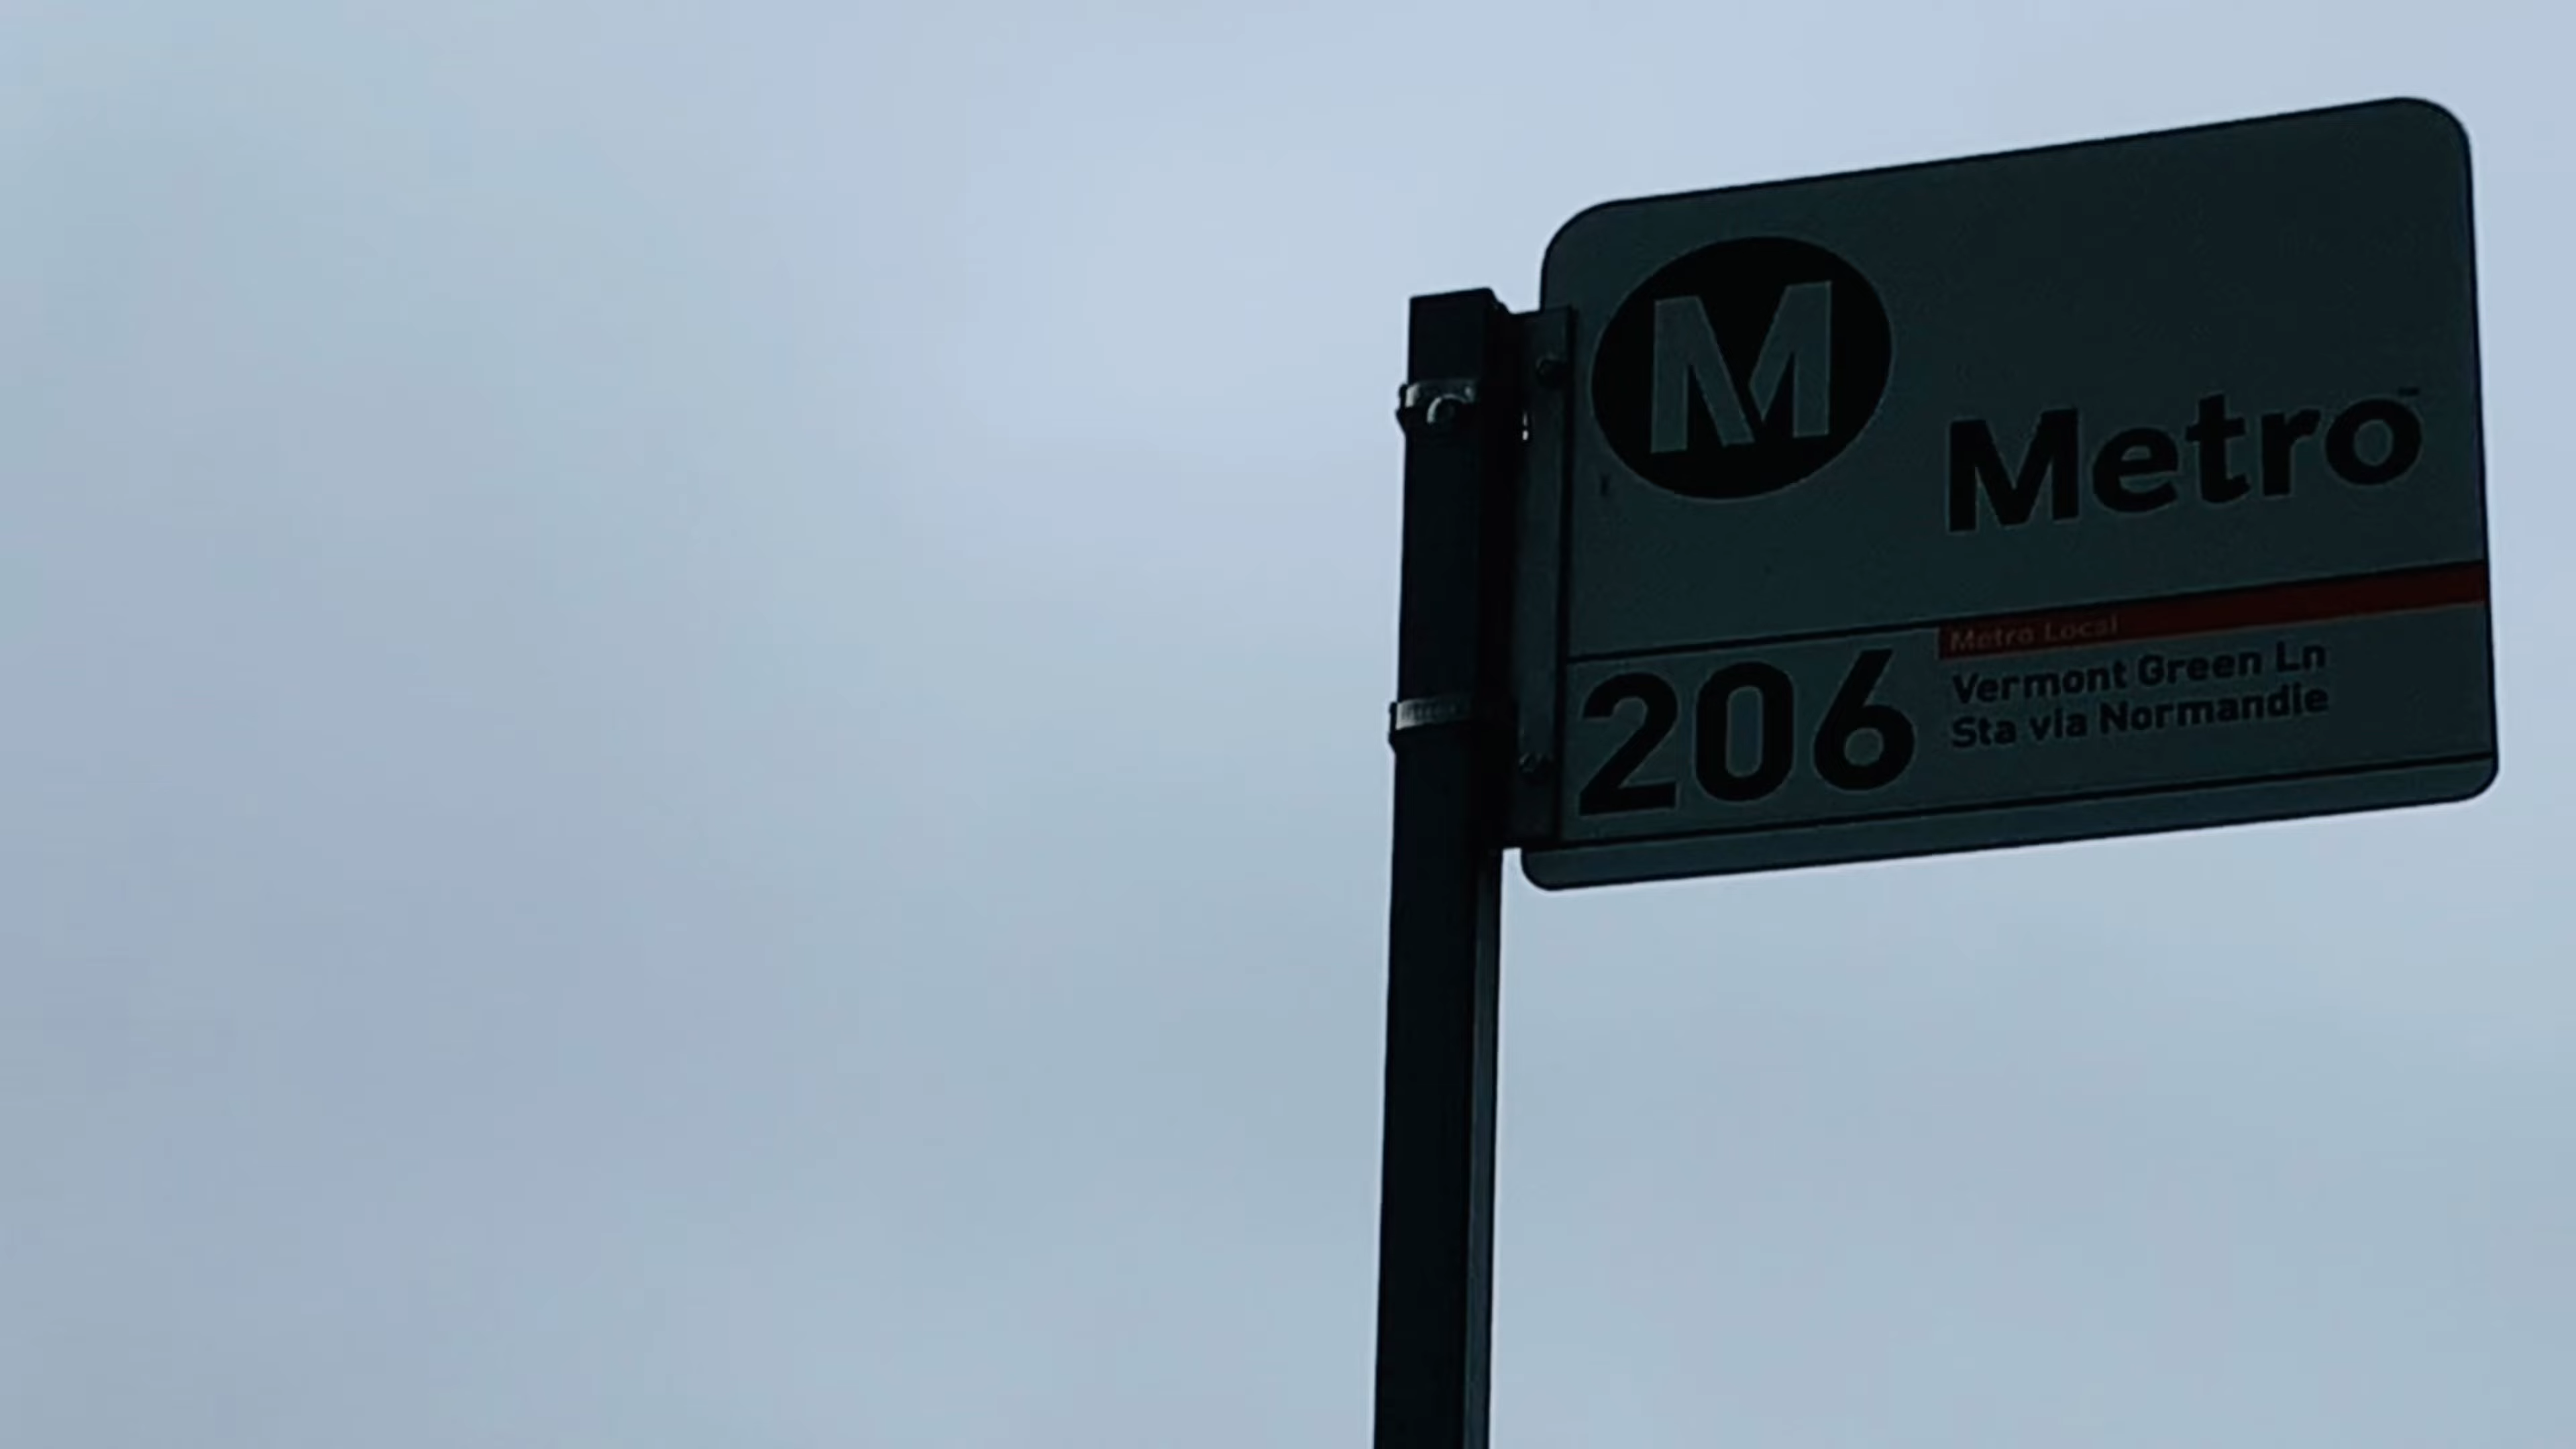 M
Metro
Metro Local
206
Vermont Green Ln
Sta via Normandie